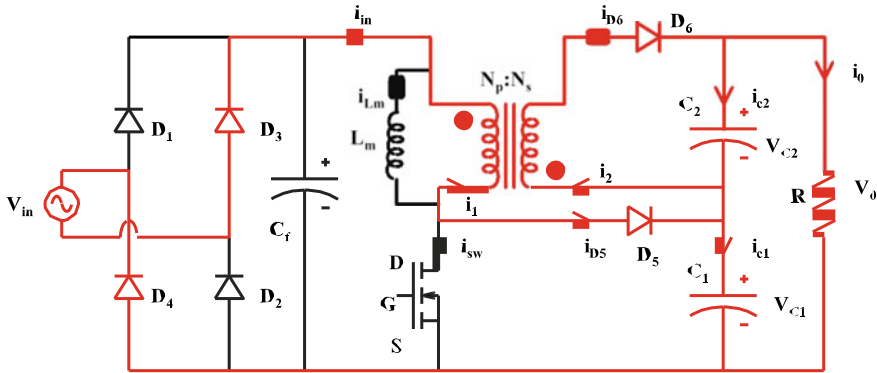 i_in
i_D6
D_6
N_p:N_s
i_0
i_Lm
D_1
D_3
L_m
C_2
i_c2
+
-
V_C2
V_in
C_f
+
-
i_1
i_2
R
V_0
D_4
D_2
i_sw
i_D5
D_5
C_1
i_c1
D
G
S
+
-
V_C1